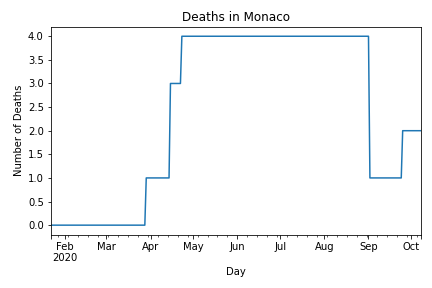 Deaths in Monaco
Number of Deaths
4.0
3.5
3.0
2.5
2.0
1.5
1.0
0.5
0.0
Feb Mar Apr May Jun Jul Aug Sep Oct
2020
Day